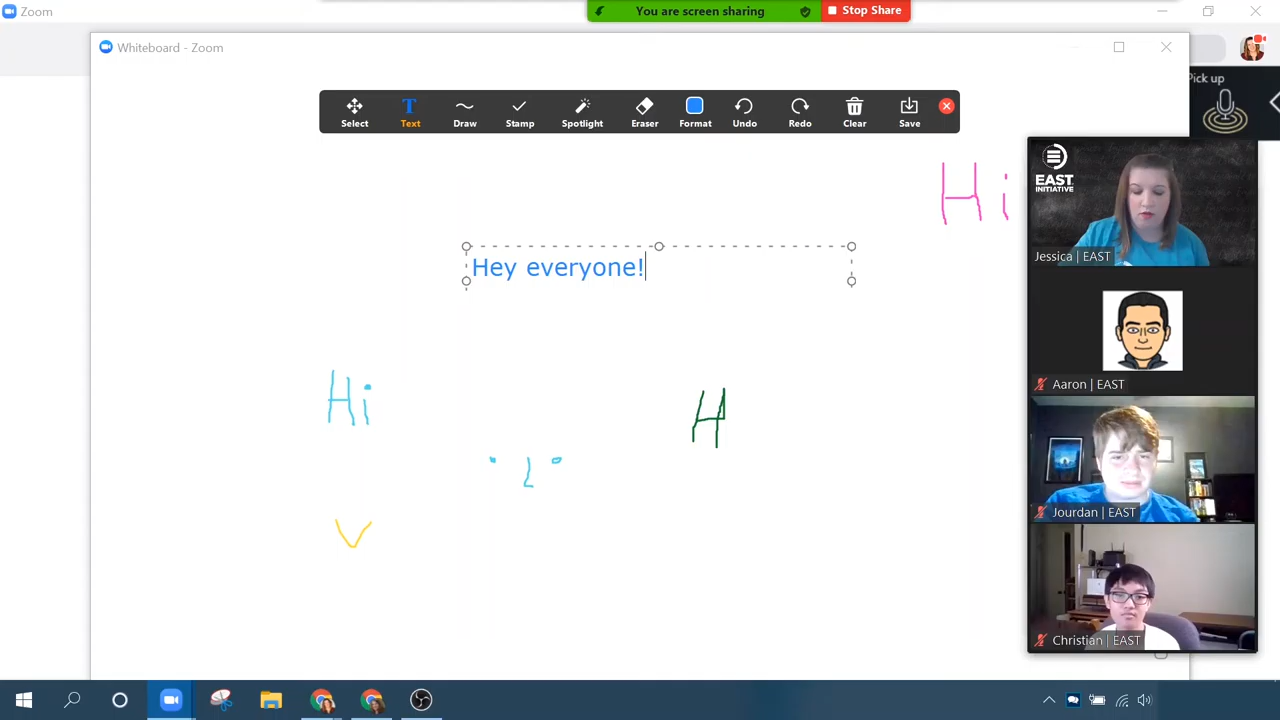 Zoom
You are screen sharing
Stop Share
Whiteboard - Zoom
Pick up
Select
Text
Draw
Stamp
Spotlight
Eraser
Format
Undo
Redo
Clear
Save
Hi
EAST
INITIATIVE
Jessica | EAST
Hey everyone!
Aaron | EAST
Hi
H
V
Jourdan | EAST
Christian | EAST